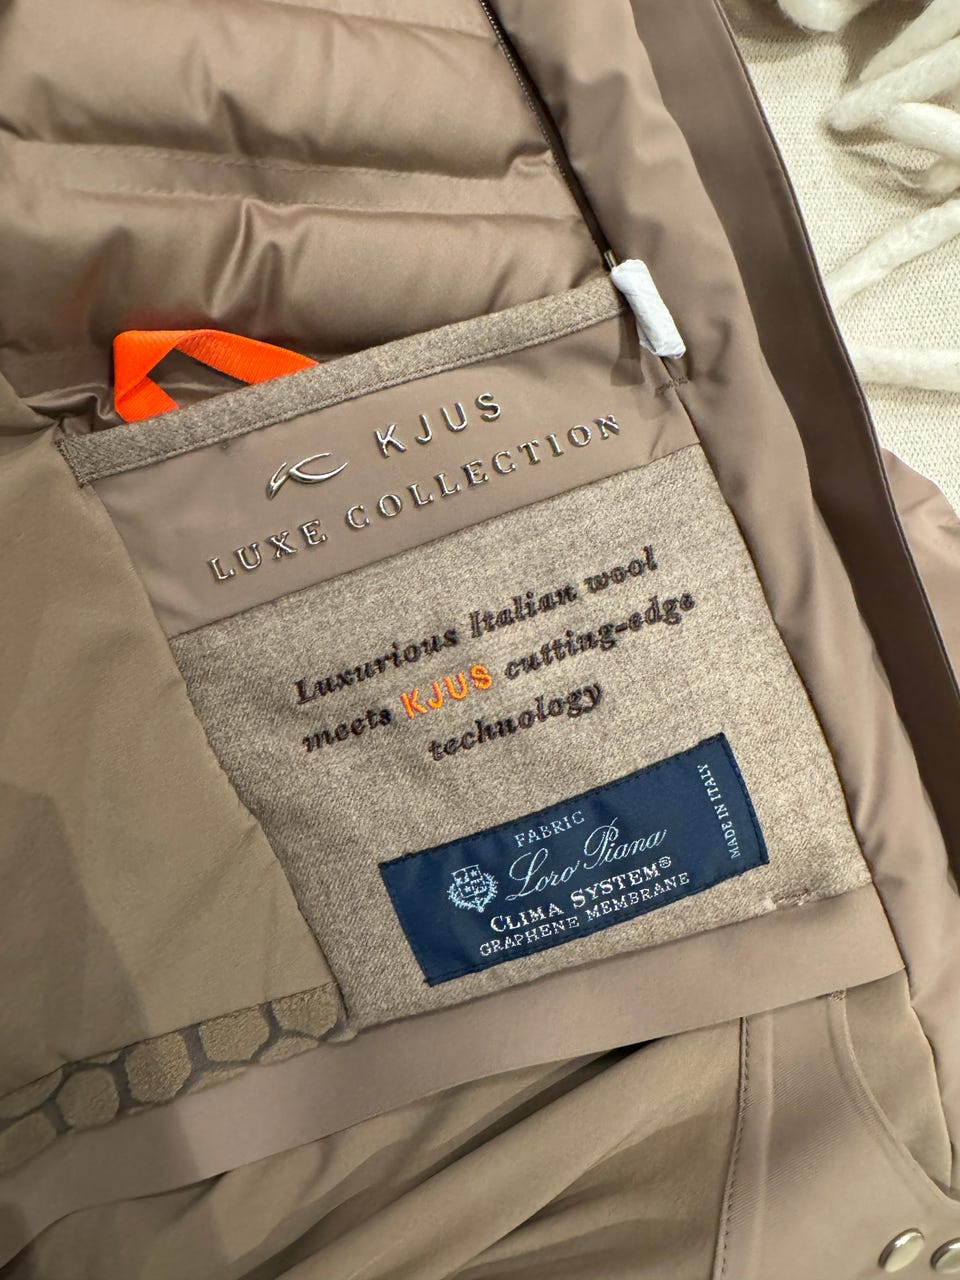 KJUS
LUXE COLLECTION
Luxurious Italian wool
meets KJUS cutting-edge
technology
FABRIC
Loro Piana
CLIMA SYSTEM®
GRAPHENE MEMBRANE
MADE IN ITALY